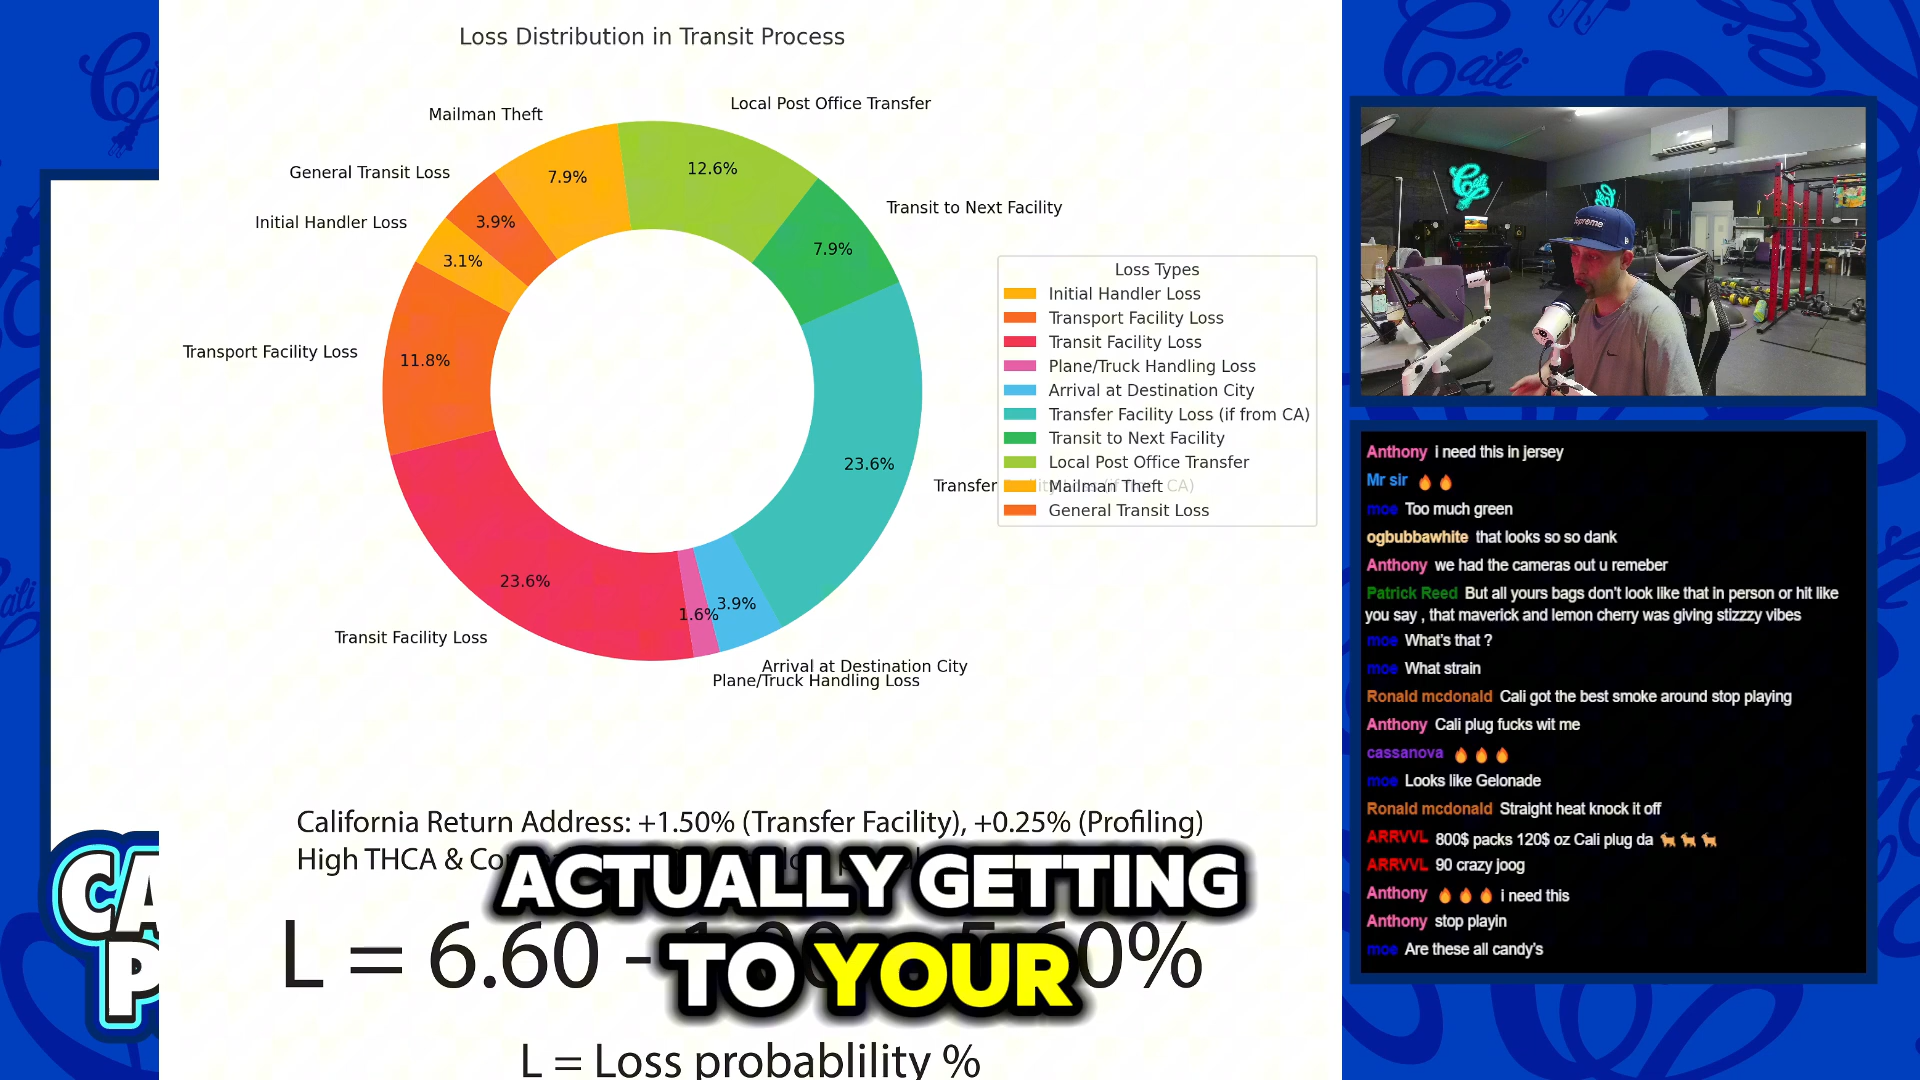 Loss Distribution in Transit Process
Local Post Office Transfer
Mailman Theft
12.6%
7.9%
General Transit Loss
Transit to Next Facility
Initial Handler Loss
3.9%
7.9%
3.1%
Transport Facility Loss
11.8%
23.6%
Transfer
23.6%
3.9%
1.6%
Transit Facility Loss
Arrival at Destination City
Plane/Truck Handling Loss
Loss Types
Initial Handler Loss
Transport Facility Loss
Transit Facility Loss
Plane/Truck Handling Loss
Arrival at Destination City
Transfer Facility Loss (if from CA)
Transit to Next Facility
Local Post Office Transfer
Mailman Theft
General Transit Loss
California Return Address: +1.50% (Transfer Facility), +0.25% (Profiling)
High THCA &
ACTUALLY GETTING
L = 6.60 -
TO YOUR
L = Loss probablility %
CA
P
Cali
Supreme
Anthony i need this in jersey
Mr sir 🔥🔥
moe Too much green
ogbubbawhite that looks so so dank
Anthony we had the cameras out u remeber
Patrick Reed But all yours bags don't look like that in person or hit like
you say , that maverick and lemon cherry was giving stizzzy vibes
moe What's that ?
moe What strain
Ronald mcdonald Cali got the best smoke around stop playing
Anthony Cali plug fucks wit me
cassanova 🔥🔥🔥
moe Looks like Gelonade
Ronald mcdonald Straight heat knock it off
ARRVVL 800$ packs 120$ oz Cali plug da 🐐🐐🐐
ARRVVL 90 crazy joog
Anthony 🔥🔥🔥 i need this
Anthony stop playin
moe Are these all candy's